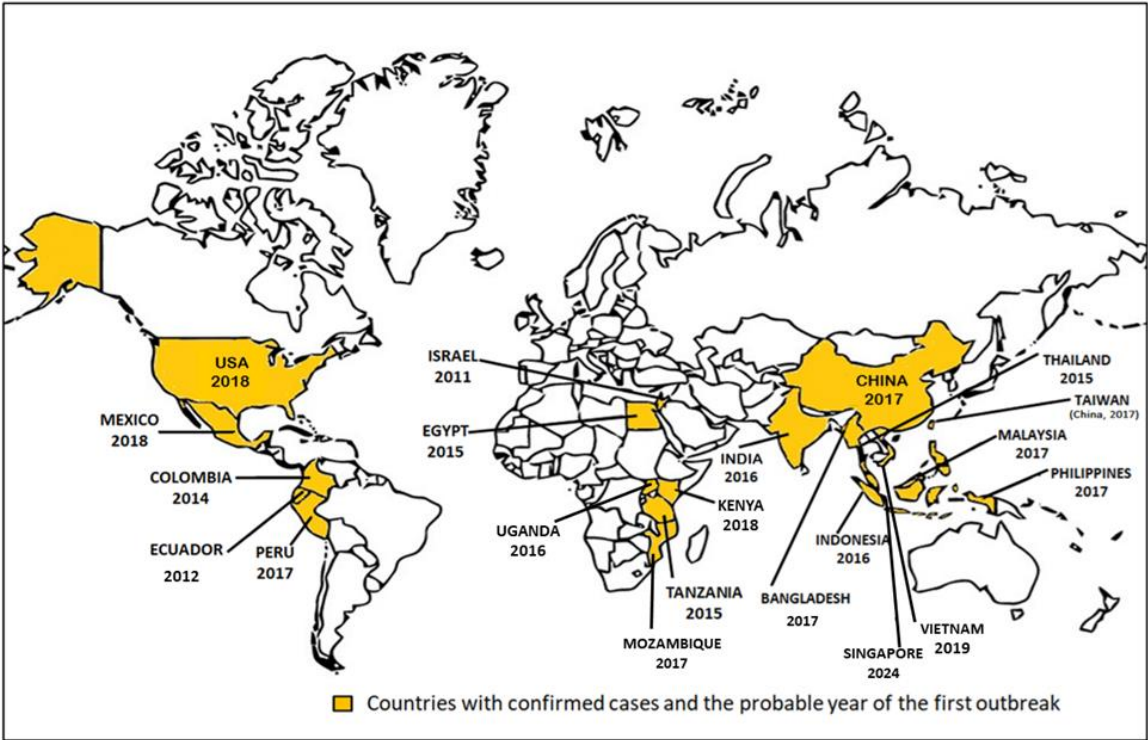 USA
2018
MEXICO
2018
COLOMBIA
2014
ECUADOR
2012
PERU
2017
ISRAEL
2011
EGYPT
2015
UGANDA
2016
KENYA
2018
TANZANIA
2015
MOZAMBIQUE
2017
INDIA
2016
CHINA
2017
THAILAND
2015
TAIWAN
(China, 2017)
MALAYSIA
2017
PHILIPPINES
2017
INDONESIA
2016
BANGLADESH
2017
VIETNAM
2019
SINGAPORE
2024
Countries with confirmed cases and the probable year of the first outbreak